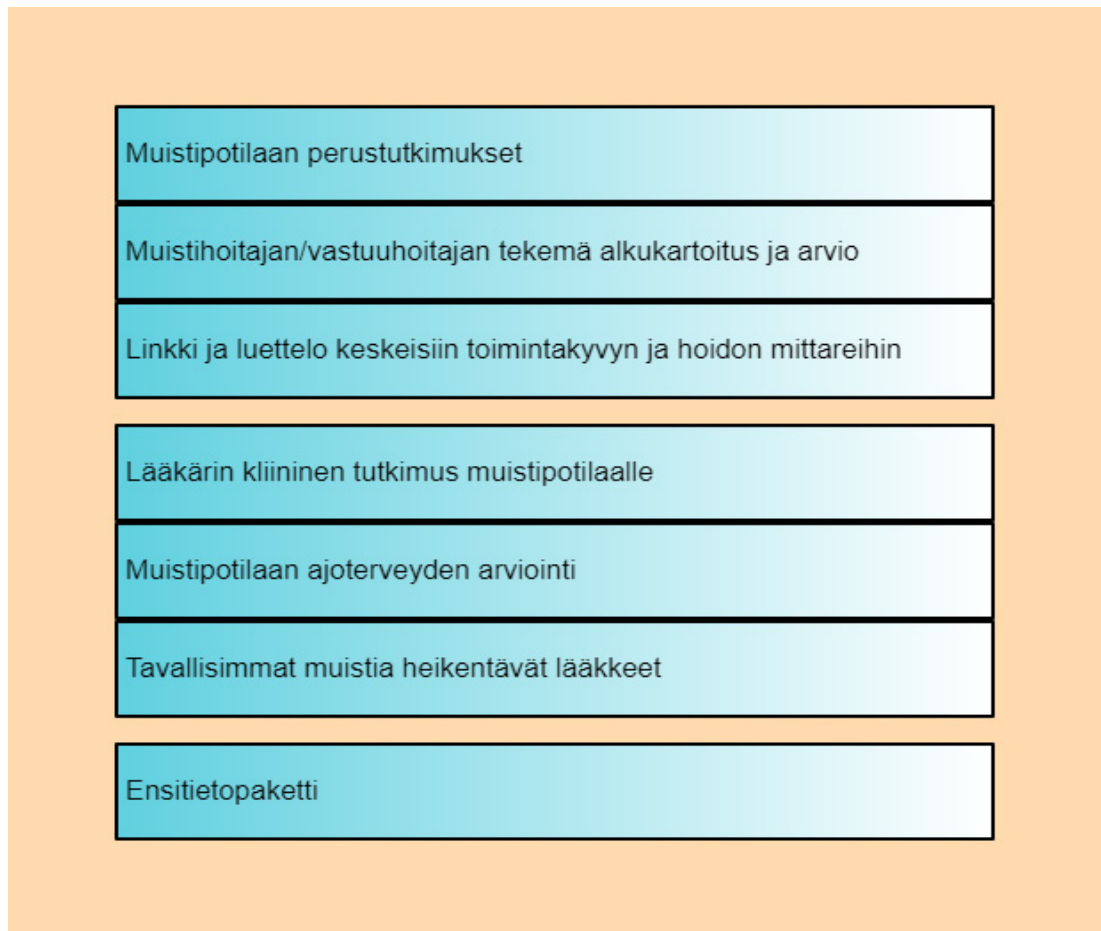 Muistipotilaan perustutkimukset
Muistihoitajan/vastuuhoitajan tekemä alkukartoitus ja arvio
Linkki ja luettelo keskeisiin toimintakyvyn ja hoidon mittareihin
Lääkärin kliininen tutkimus muistipotilaalle
Muistipotilaan ajoterveyden arviointi
Tavallisimmat muistia heikentävät lääkkeet
Ensitietopaketti